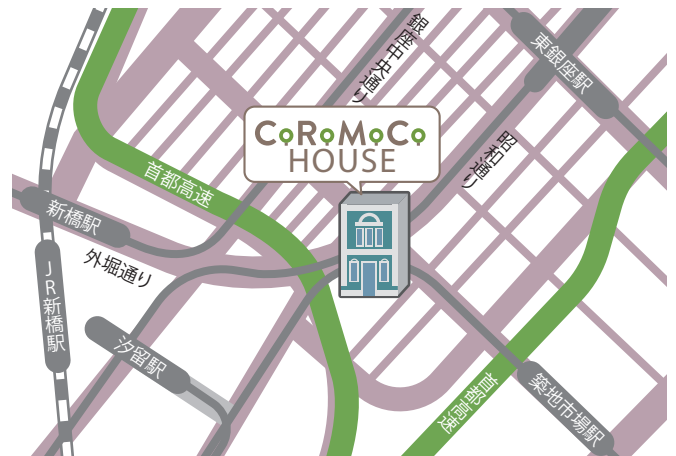 銀座中央通り
東銀座駅
CoRoMoCo
HOUSE
昭和通り
首都高速
新橋駅
外堀通り
JR新橋駅
汐留駅
首都高速
築地市場駅